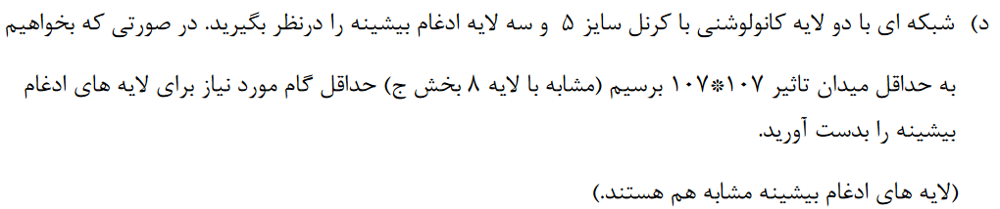 د) شبکه ای با دو لایه کانولوشنی با کرنل سایز ۵ و سه لایه ادغام بیشینه را درنظر بگیرید. در صورتی که بخواهیم
به حداقل میدان تاثیر ۱۰۷*۱۰۷ برسیم (مشابه با لایه ۸ بخش ج) حداقل گام مورد نیاز برای لایه های ادغام
بیشینه را بدست آورید.
(لایه های ادغام بیشینه مشابه هم هستند.)